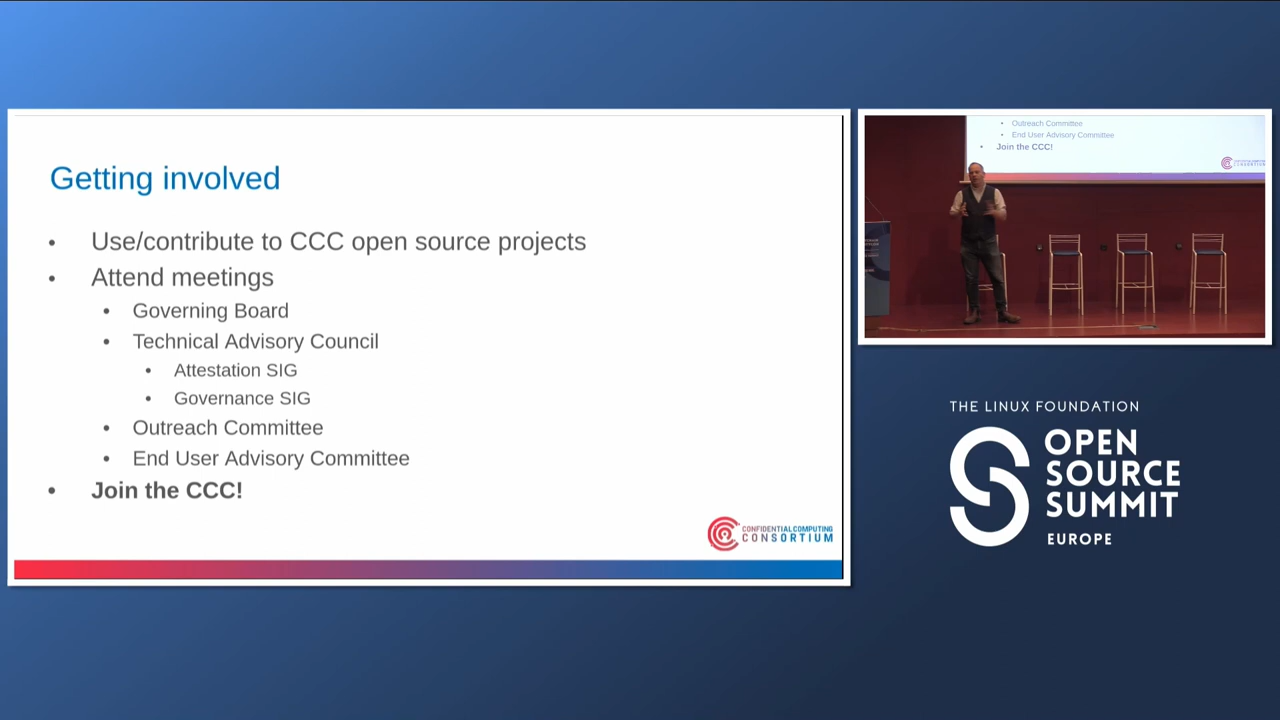 Getting involved
• Use/contribute to CCC open source projects
• Attend meetings
• Governing Board
• Technical Advisory Council
• Attestation SIG
• Governance SIG
• Outreach Committee
• End User Advisory Committee
• Join the CCC!
CONFIDENTIAL COMPUTING
CONSORTIUM
• Outreach Committee
• End User Advisory Committee
• Join the CCC!
THE LINUX FOUNDATION
OPEN
SOURCE
SUMMIT
EUROPE